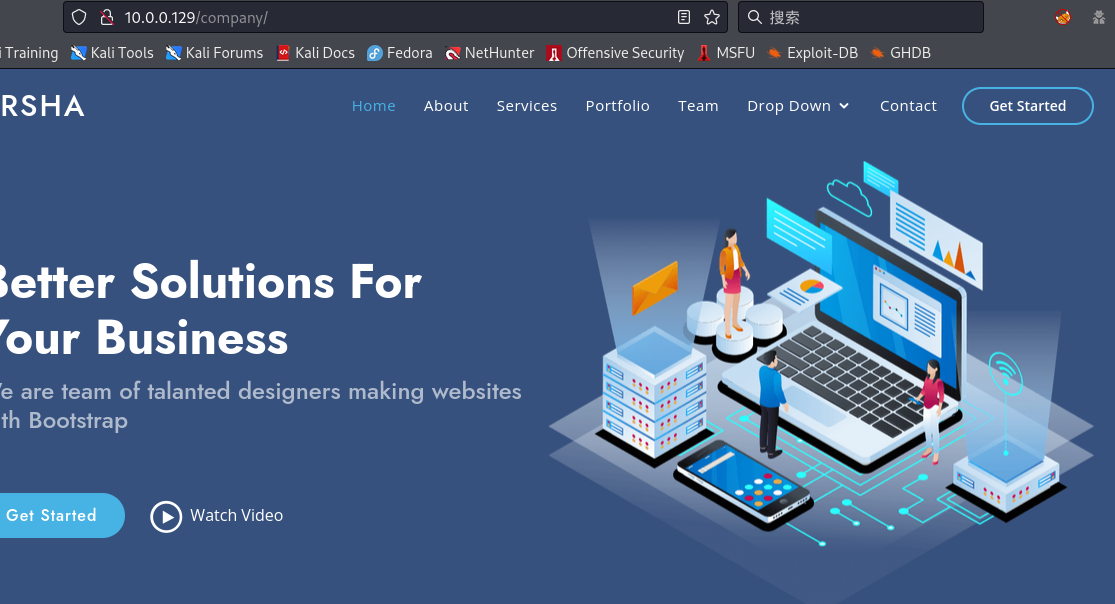 10.0.0.129/company/
搜索
Training Kali Tools Kali Forums Kali Docs Fedora NetHunter Offensive Security MSFU Exploit-DB GHDB
RSHA Home About Services Portfolio Team Drop Down Contact Get Started
Better Solutions For
Your Business
We are team of talanted designers making websites
th Bootstrap
Get Started Watch Video